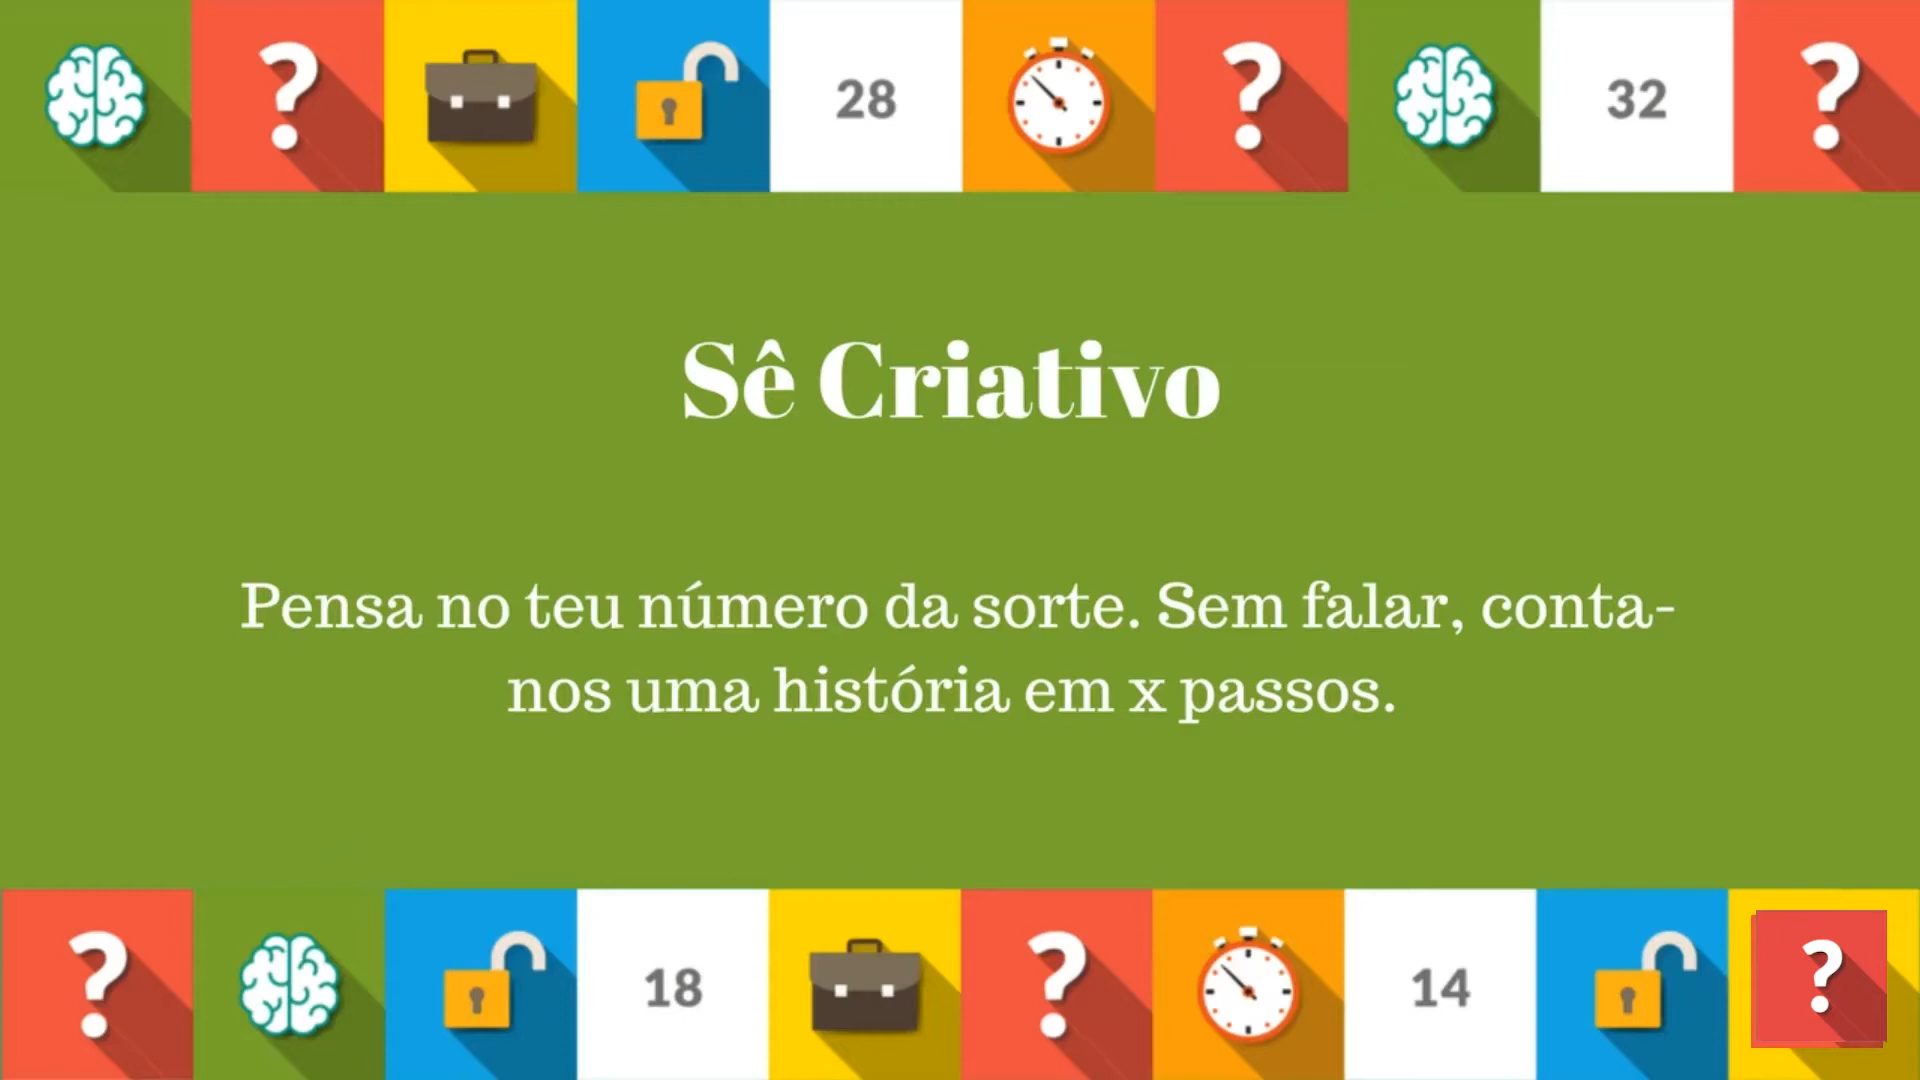 ? 28 ? 32 ?
Sê Criativo
Pensa no teu número da sorte. Sem falar, conta-
nos uma história em x passos.
? 18 ? 14 ?